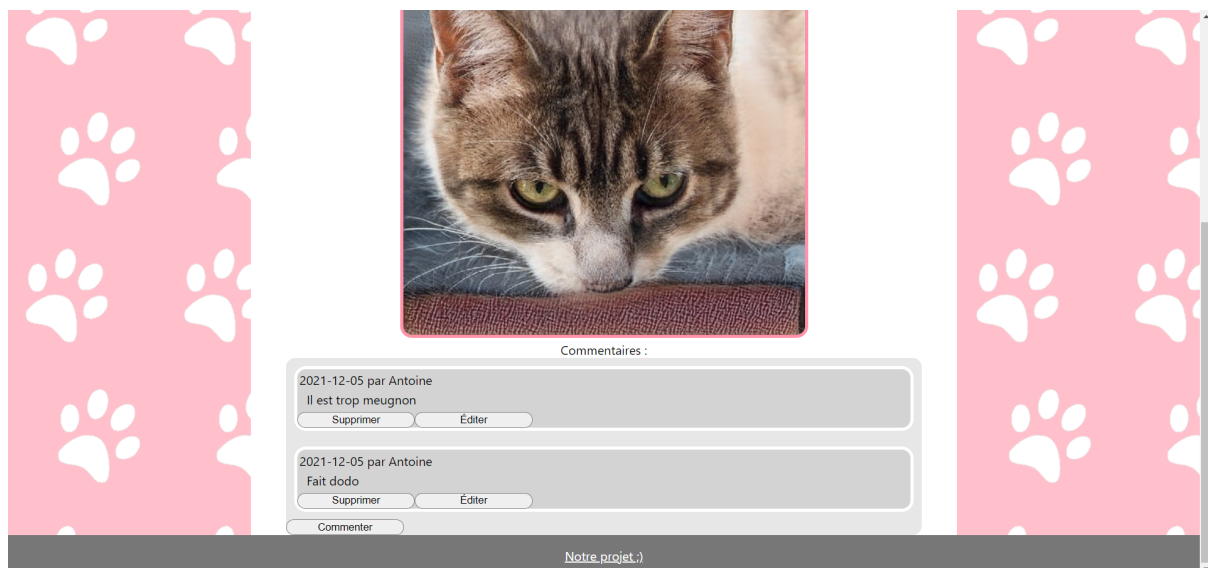 Commentaires :
2021-12-05 par Antoine
Il est trop meugnon
Supprimer Éditer
2021-12-05 par Antoine
Fait dodo
Supprimer Éditer
Commenter
Notre projet ;)